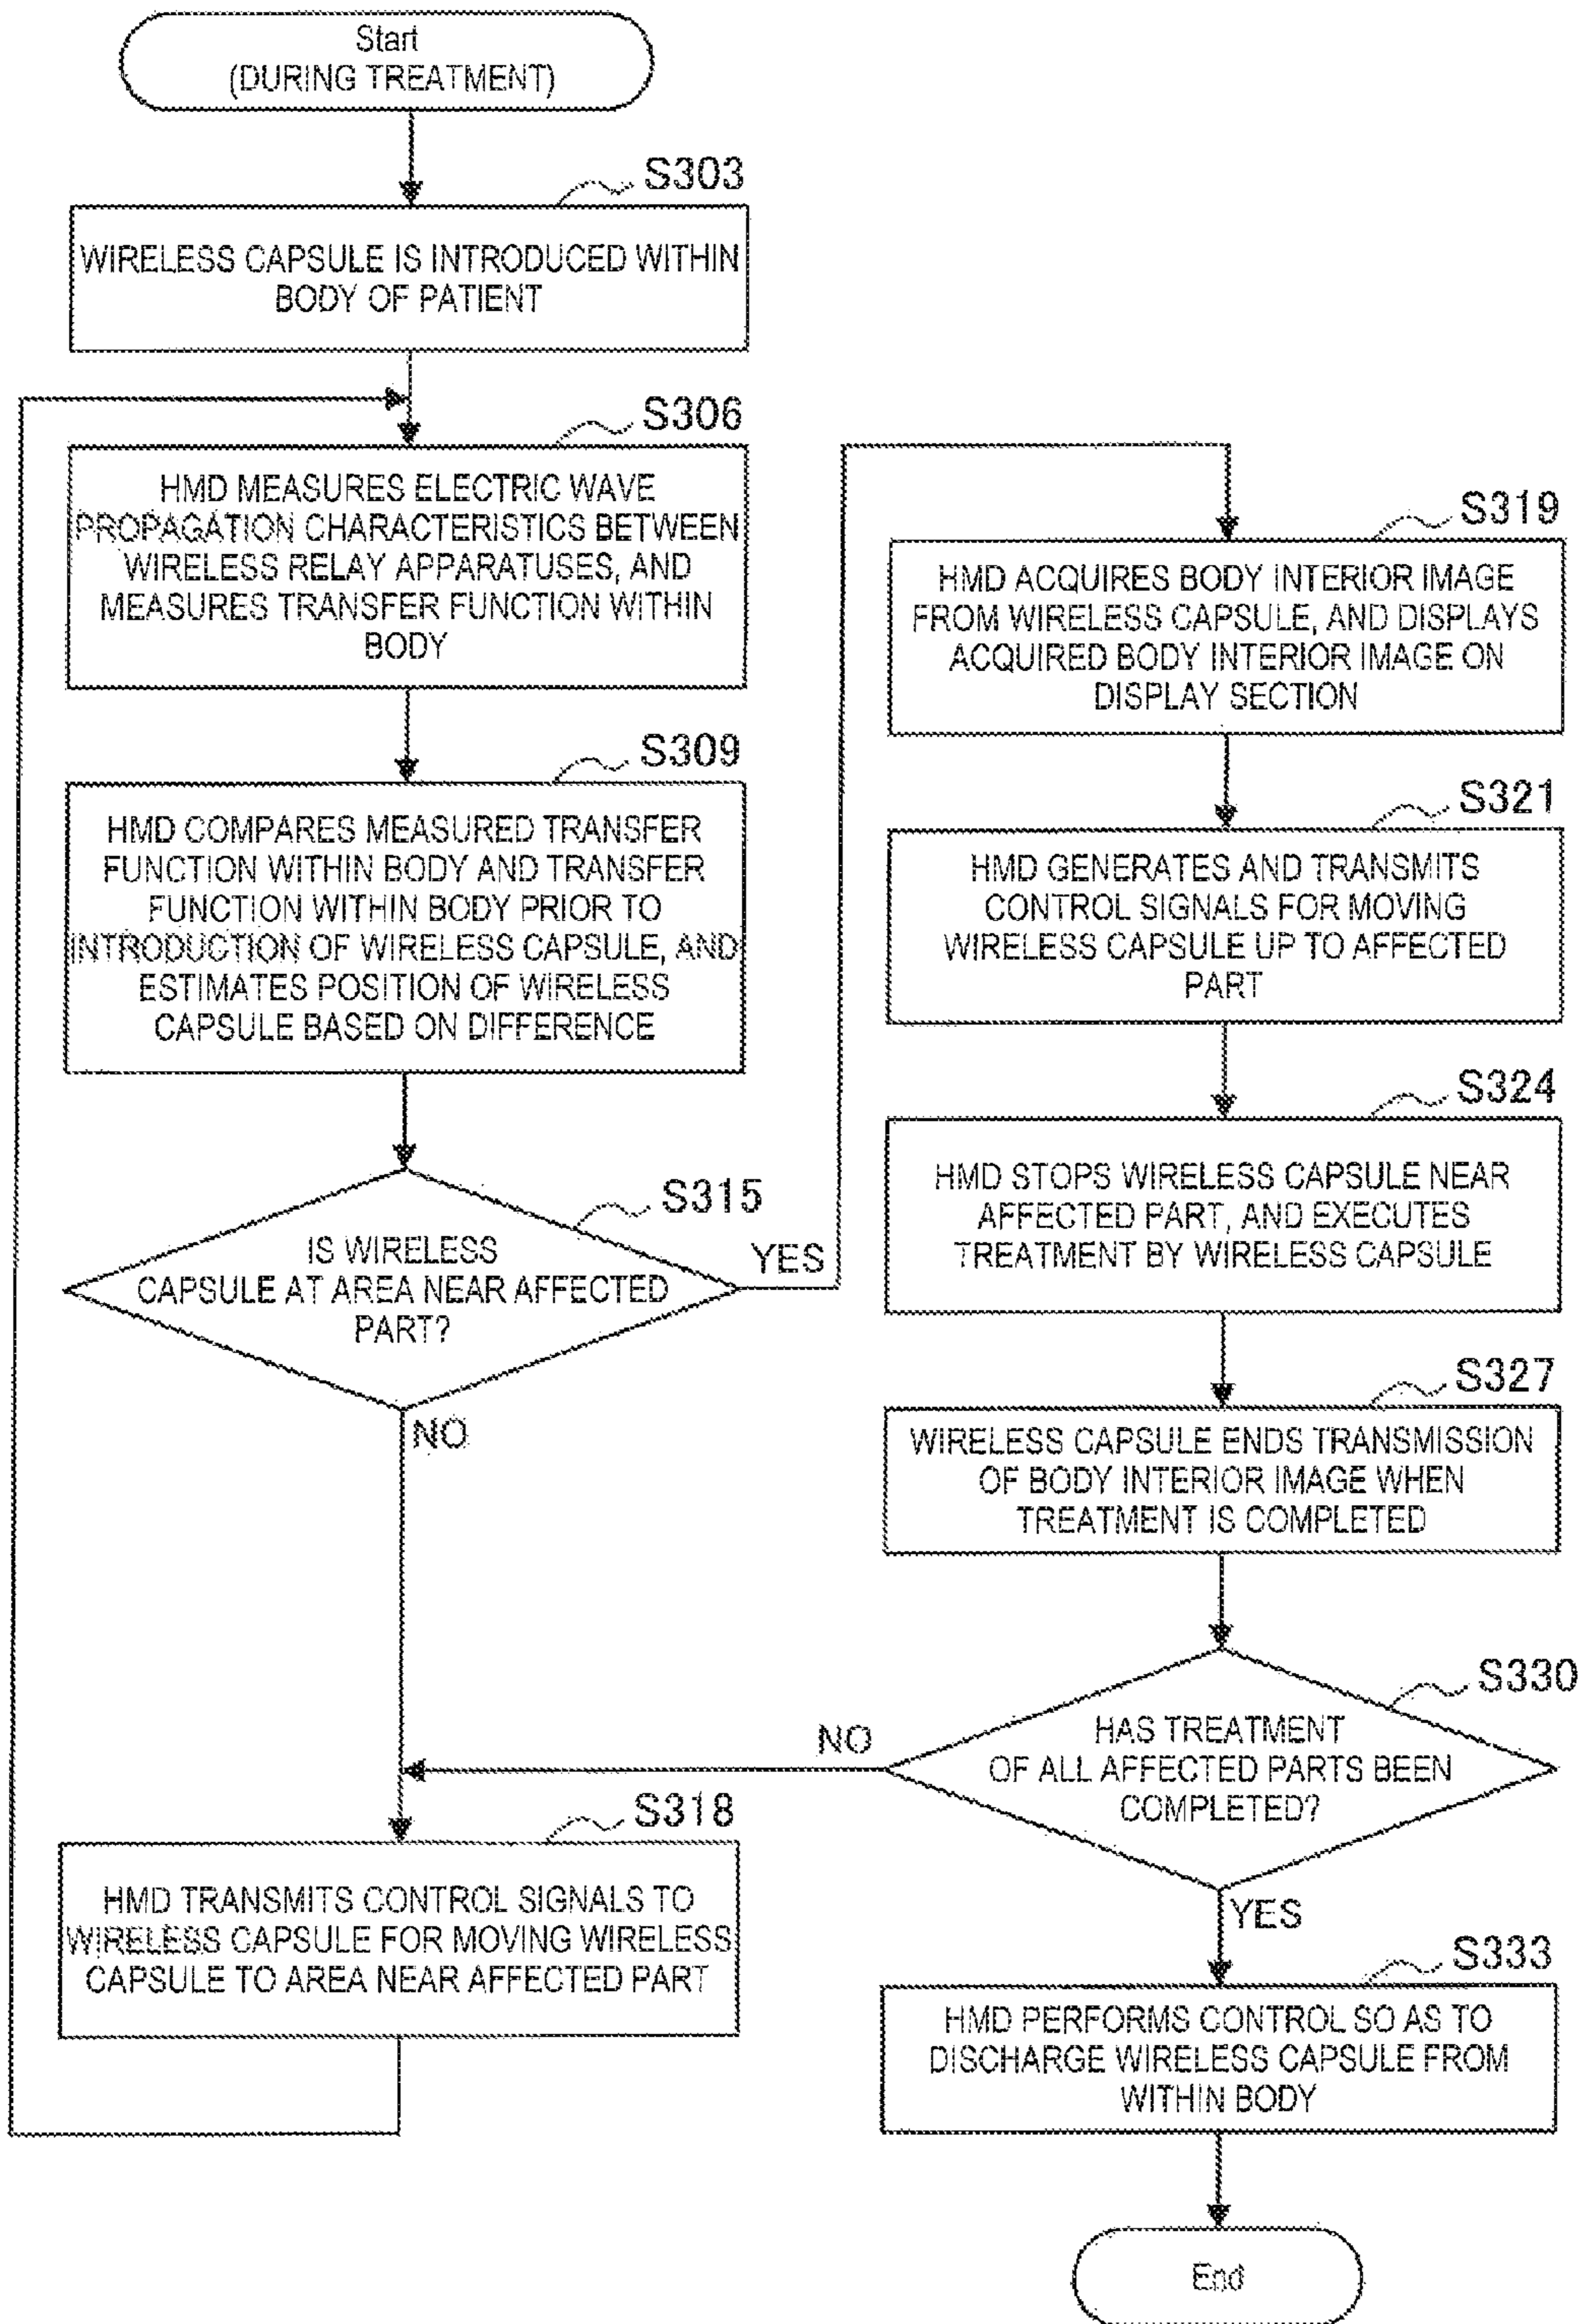 Start
(DURING TREATMENT)
S303
WIRELESS CAPSULE IS INTRODUCED WITHIN
BODY OF PATIENT
S306
HMD MEASURES ELECTRIC WAVE
PROPAGATION CHARACTERISTICS BETWEEN
WIRELESS RELAY APPARATUSES, AND
MEASURES TRANSFER FUNCTION WITHIN
BODY
S309
HMD COMPARES MEASURED TRANSFER
FUNCTION WITHIN BODY AND TRANSFER
FUNCTION WITHIN BODY PRIOR TO
INTRODUCTION OF WIRELESS CAPSULE, AND
ESTIMATES POSITION OF WIRELESS
CAPSULE BASED ON DIFFERENCE
S315
IS WIRELESS
CAPSULE AT AREA NEAR AFFECTED
PART?
YES
NO
S318
HMD TRANSMITS CONTROL SIGNALS TO
WIRELESS CAPSULE FOR MOVING WIRELESS
CAPSULE TO AREA NEAR AFFECTED PART
S319
HMD ACQUIRES BODY INTERIOR IMAGE
FROM WIRELESS CAPSULE, AND DISPLAYS
ACQUIRED BODY INTERIOR IMAGE ON
DISPLAY SECTION
S321
HMD GENERATES AND TRANSMITS
CONTROL SIGNALS FOR MOVING
WIRELESS CAPSULE UP TO AFFECTED
PART
S324
HMD STOPS WIRELESS CAPSULE NEAR
AFFECTED PART, AND EXECUTES
TREATMENT BY WIRELESS CAPSULE
S327
WIRELESS CAPSULE ENDS TRANSMISSION
OF BODY INTERIOR IMAGE WHEN
TREATMENT IS COMPLETED
S330
HAS TREATMENT
OF ALL AFFECTED PARTS BEEN
COMPLETED?
NO
YES
S333
HMD PERFORMS CONTROL SO AS TO
DISCHARGE WIRELESS CAPSULE FROM
WITHIN BODY
End